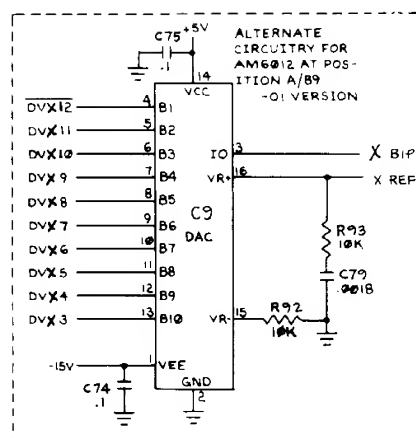 C75
.1
+5V
ALTERNATE
CIRCUITRY FOR
AM6012 AT POS-
ITION A/B9
-01 VERSION
14
VCC
DVX12 4 B1
DVX11 5 B2
DVX10 6 B3
DVX9 7 B4
DVX8 8 B5
DVX7 9 B6
DVX6 10 B7
DVX5 11 B8
DVX4 12 B9
DVX3 13 B10
IO 3 X BIP
VR+ 16 X REF
C9
DAC
R93
10K
C79
.0018
VR- 15 R92
10K
-15V 1 VEE
C74
.1
GND
2